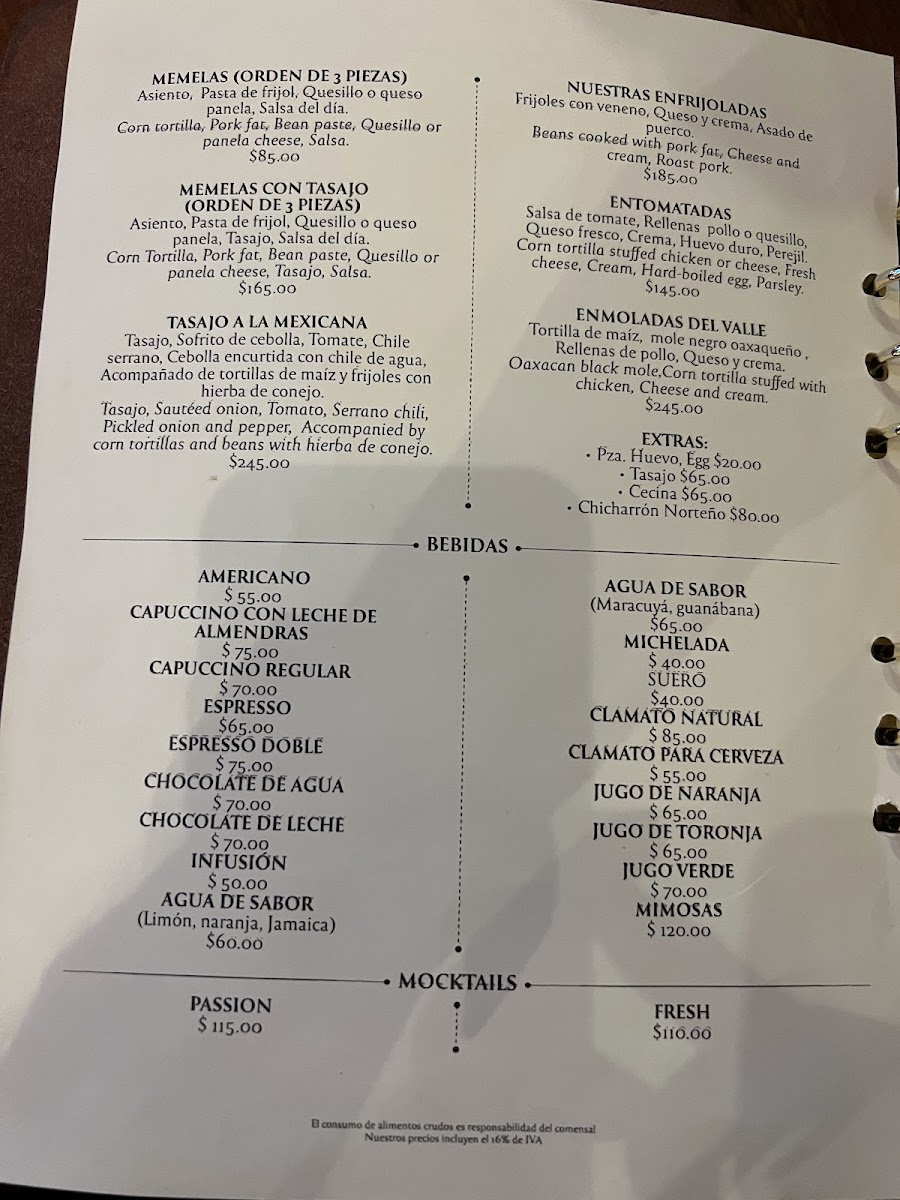 MEMELAS (ORDEN DE 3 PIEZAS)
Asiento, Pasta de frijol, Quesillo o queso
panela, Salsa del día.
Corn tortilla, Pork fat, Bean paste, Quesillo or
panela cheese, Salsa.
$85.00
MEMELAS CON TASAJO
(ORDEN DE 3 PIEZAS)
Asiento, Pasta de frijol, Quesillo o queso
panela, Tasajo, Salsa del día.
Corn Tortilla, Pork fat, Bean paste, Quesillo or
panela cheese, Tasajo, Salsa.
$165.00
TASAJO A LA MEXICANA
Tasajo, Sofrito de cebolla, Tomate, Chile
serrano, Cebolla encurtida con chile de agua,
Acompañado de tortillas de maíz y frijoles con
hierba de conejo.
Tasajo, Sautéed onion, Tomato, Serrano chili,
Pickled onion and pepper, Accompanied by
corn tortillas and beans with hierba de conejo.
$245.00
NUESTRAS ENFRIJOLADAS
Frijoles con veneno, Queso y crema, Asado de
puerco.
Beans cooked with pork fat, Cheese and
cream, Roast pork.
$185.00
ENTOMATADAS
Salsa de tomate, Rellenas pollo o quesillo,
Queso fresco, Crema, Huevo duro, Perejil.
Corn tortilla stuffed chicken or cheese, Fresh
cheese, Cream, Hard-boiled egg, Parsley.
$145.00
ENMOLADAS DEL VALLE
Tortilla de maíz, mole negro oaxaqueño ,
Rellenas de pollo, Queso y crema.
Oaxacan black mole,Corn tortilla stuffed with
chicken, Cheese and cream.
$245.00
EXTRAS:
• Pza. Huevo, Egg $20.00
• Tasajo $65.00
• Cecina $65.00
• Chicharrón Norteño $80.00
BEBIDAS
AMERICANO
$ 55.00
CAPUCCINO CON LECHE DE
ALMENDRAS
$ 75.00
CAPUCCINO REGULAR
$ 70.00
ESPRESSO
$65.00
ESPRESSO DOBLE
$ 75.00
CHOCOLATE DE AGUA
$ 70.00
CHOCOLATE DE LECHE
$ 70.00
INFUSIÓN
$ 50.00
AGUA DE SABOR
(Limón, naranja, Jamaica)
$60.00
AGUA DE SABOR
(Maracuyá, guanábana)
$65.00
MICHELADA
$ 40.00
SUERO
$40.00
CLAMATO NATURAL
$ 85.00
CLAMATO PARA CERVEZA
$ 55.00
JUGO DE NARANJA
$ 65.00
JUGO DE TORONJA
$ 65.00
JUGO VERDE
$ 70.00
MIMOSAS
$ 120.00
MOCKTAILS
PASSION
$ 115.00
FRESH
$110.00
El consumo de alimentos crudos es responsabilidad del comensal
Nuestros precios incluyen el 16% de IVA